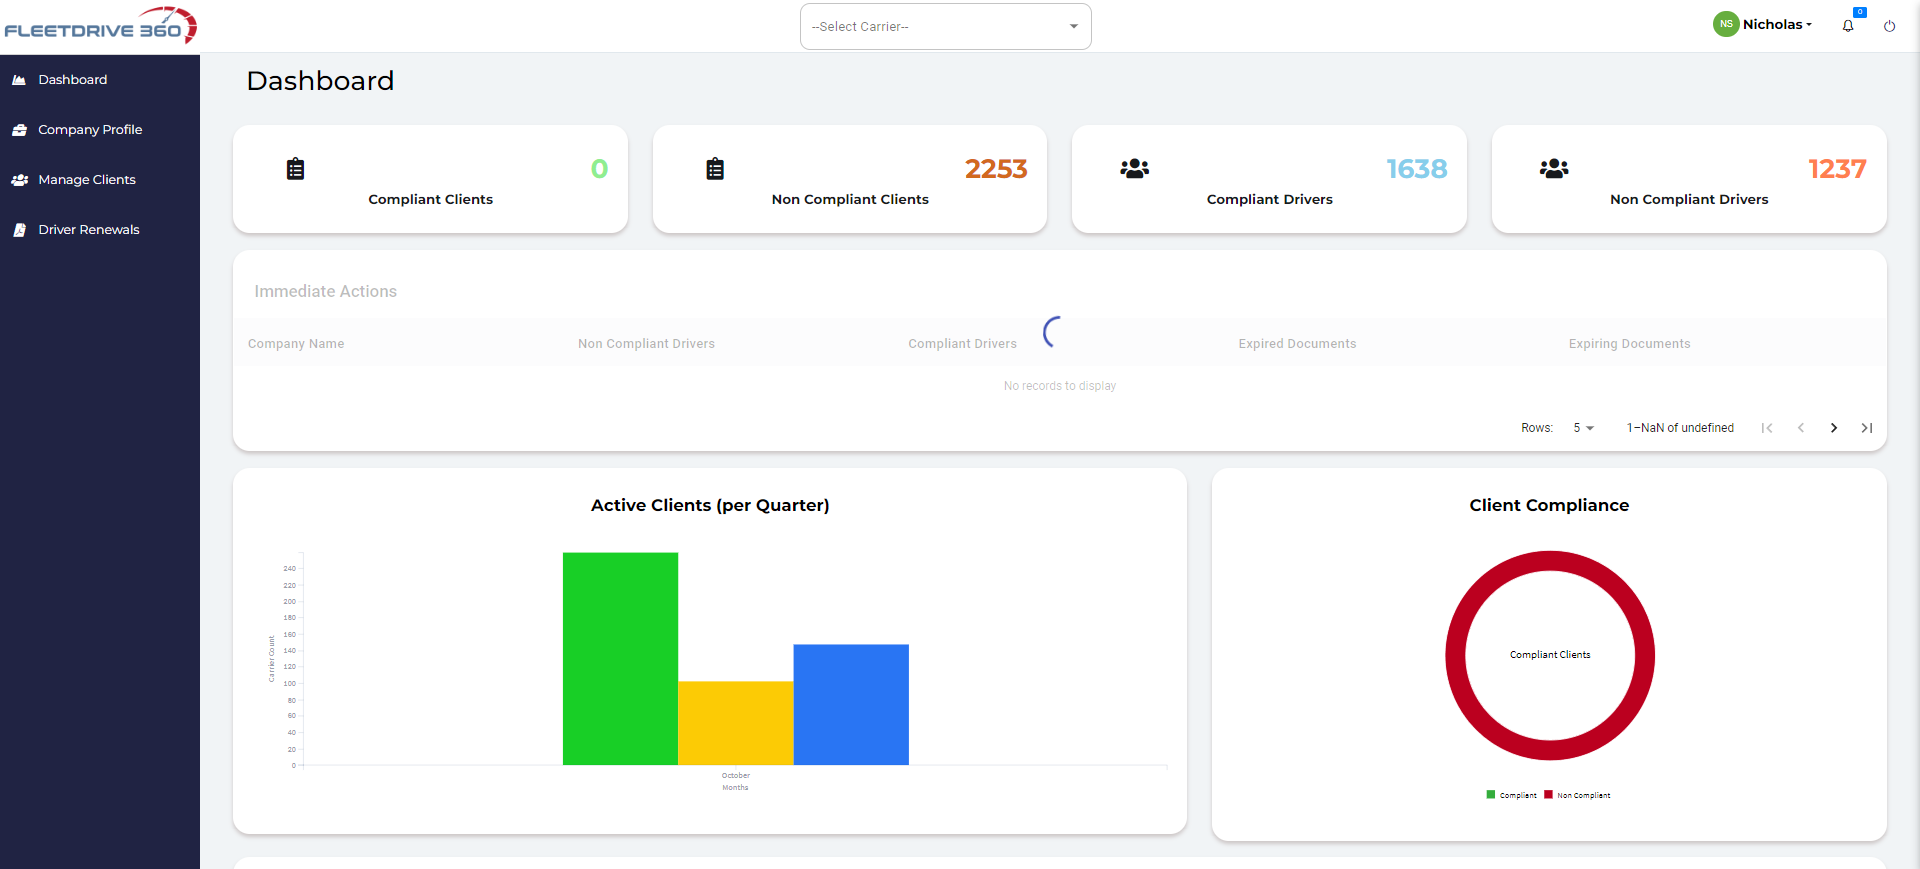 FLEETDRIVE 360
--Select Carrier--
NS Nicholas
0
Dashboard
Company Profile
Manage Clients
Driver Renewals
Dashboard
0
Compliant Clients
2253
Non Compliant Clients
1638
Compliant Drivers
1237
Non Compliant Drivers
Immediate Actions
Company Name Non Compliant Drivers Compliant Drivers Expired Documents Expiring Documents
No records to display
Rows: 5 1–NaN of undefined
Active Clients (per Quarter)
240
220
200
180
160
140
120
100
80
60
40
20
0
Carrier Count
October
Months
Client Compliance
Compliant Clients
Compliant Non Compliant